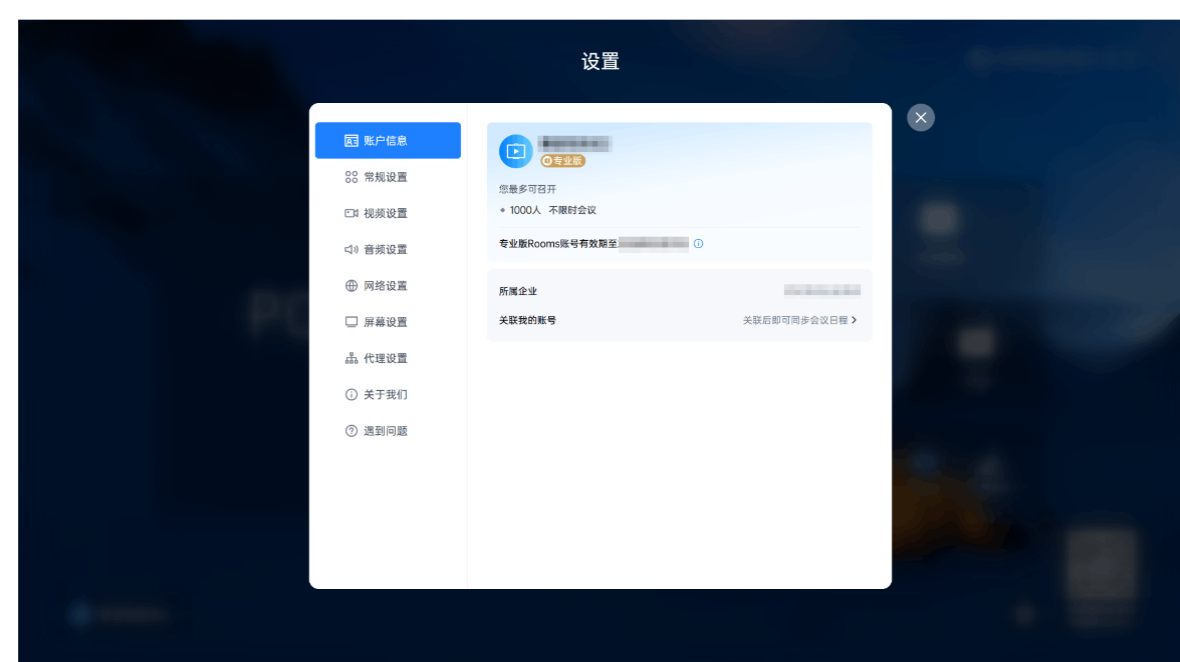 设置
账户信息
常规设置
视频设置
音频设置
网络设置
屏幕设置
代理设置
关于我们
遇到问题
专业版
您最多可召开
1000人 不限时会议
专业版Rooms账号有效期至
所属企业
关联我的账号 关联后即可同步会议日程 >